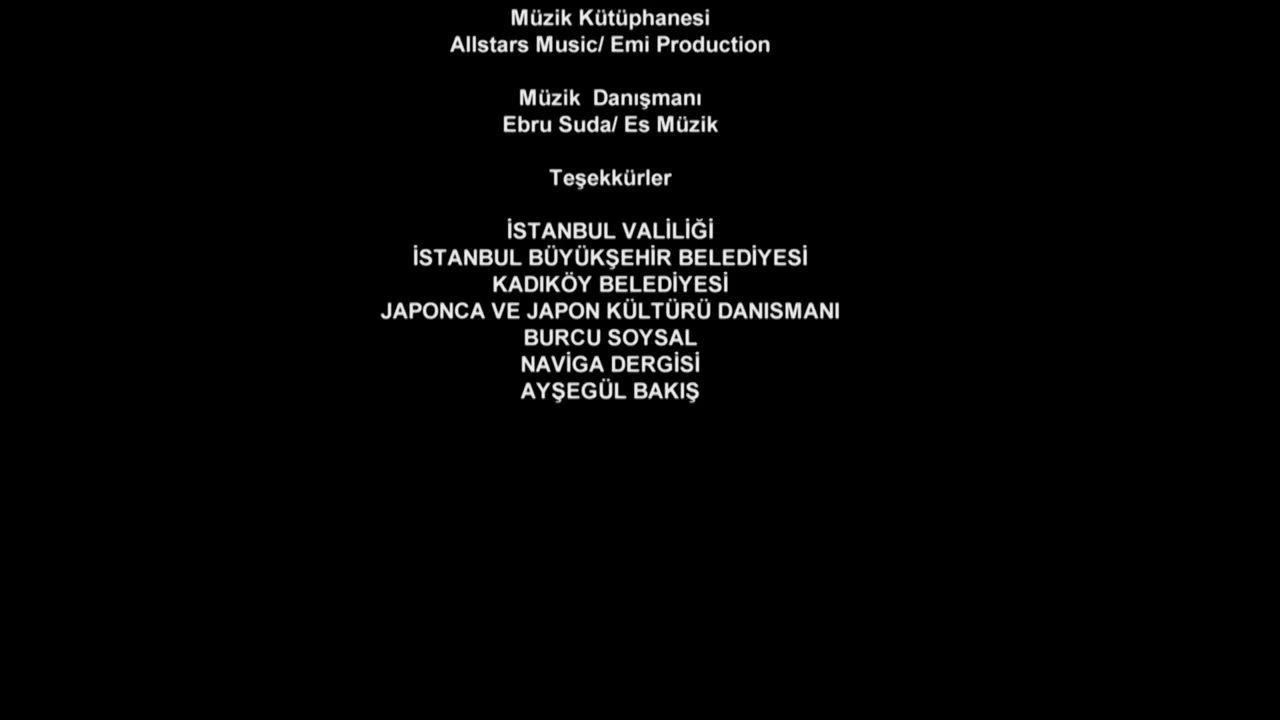 Müzik Kütüphanesi
Allstars Music/ Emi Production
Müzik  Danışmanı
Ebru Suda/ Es Müzik
Teşekkürler
İSTANBUL VALİLİĞİ
İSTANBUL BÜYÜKŞEHİR BELEDİYESİ
KADIKÖY BELEDİYESİ
JAPONCA VE JAPON KÜLTÜRÜ DANISMANI
BURCU SOYSAL
NAVİGA DERGİSİ
AYŞEGÜL BAKIŞ